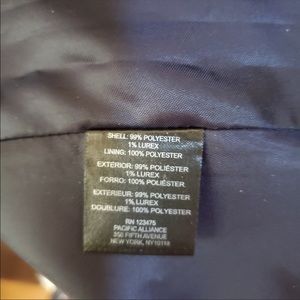 SHELL: 99% POLYESTER
1% LUREX
LINING: 100% POLYESTER
EXTERIOR: 99% POLIÉSTER
1% LUREX
FORRO: 100% POLIÉSTER
EXTERIEUR: 99% POLYESTER
1% LUREX
DOUBLURE: 100% POLYESTER
RN 123475
PACIFIC ALLIANCE
350 FIFTH AVENUE
NEW YORK, NY10118